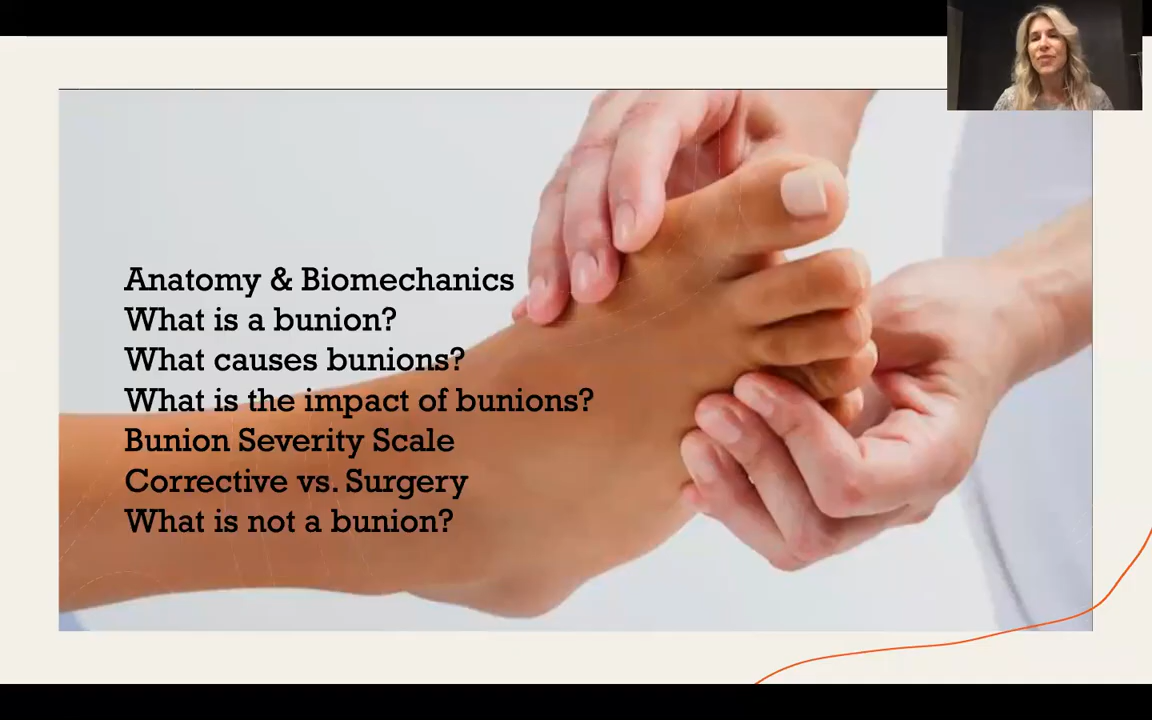 Anatomy & Biomechanics
What is a bunion?
What causes bunions?
What is the impact of bunions?
Bunion Severity Scale
Corrective vs. Surgery
What is not a bunion?